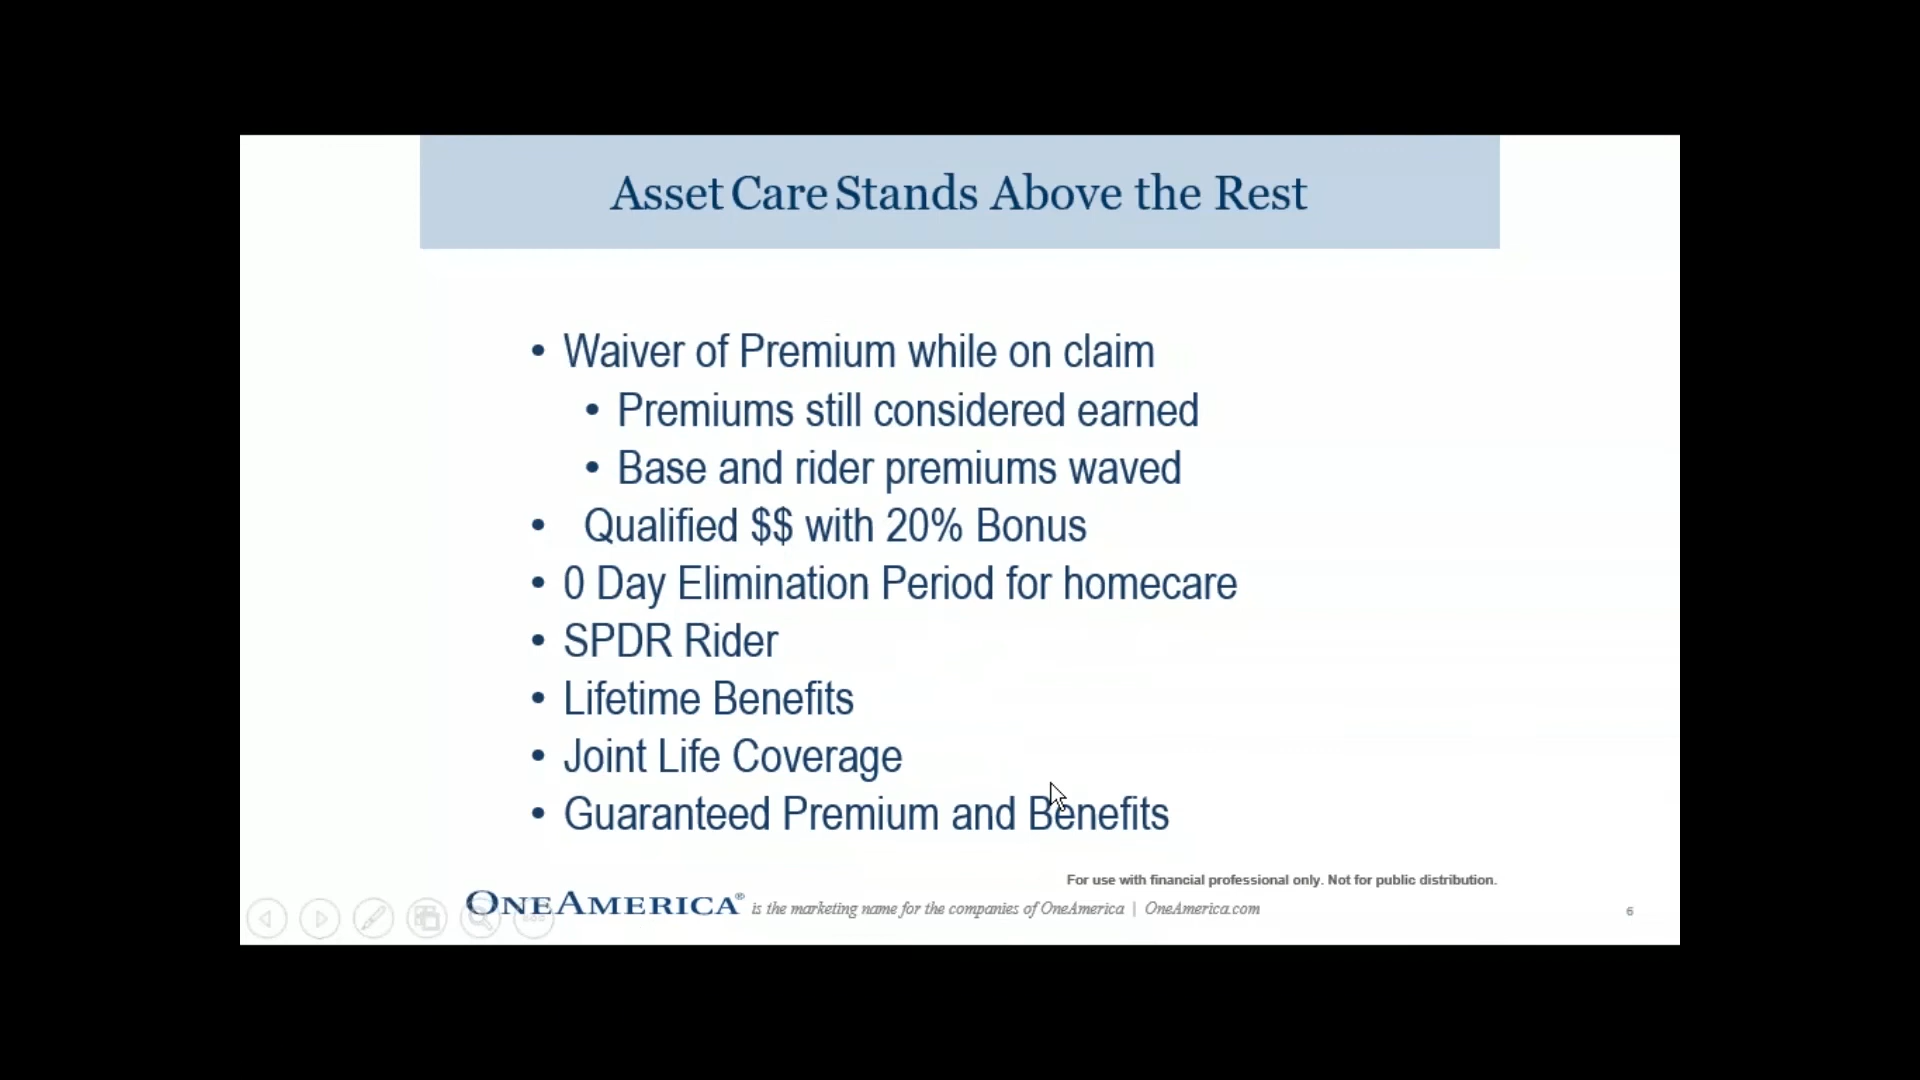 Asset Care Stands Above the Rest
• Waiver of Premium while on claim
• Premiums still considered earned
• Base and rider premiums waved
• Qualified $$ with 20% Bonus
• 0 Day Elimination Period for homecare
• SPDR Rider
• Lifetime Benefits
• Joint Life Coverage
• Guaranteed Premium and Benefits
For use with financial professional only. Not for public distribution.
ONEAMERICA® is the marketing name for the companies of OneAmerica | OneAmerica.com
6